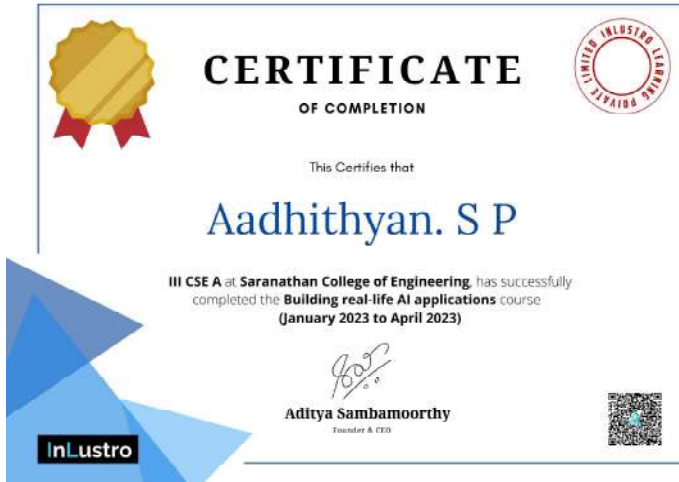 CERTIFICATE
OF COMPLETION
INLUSTRO LEARNING PRIVATE LIMITED
This Certifies that
Aadhithyan. S P
III CSE A at Saranathan College of Engineering, has successfully
completed the Building real-life AI applications course
(January 2023 to April 2023)
Aditya Sambamoorthy
Founder & CEO
InLustro